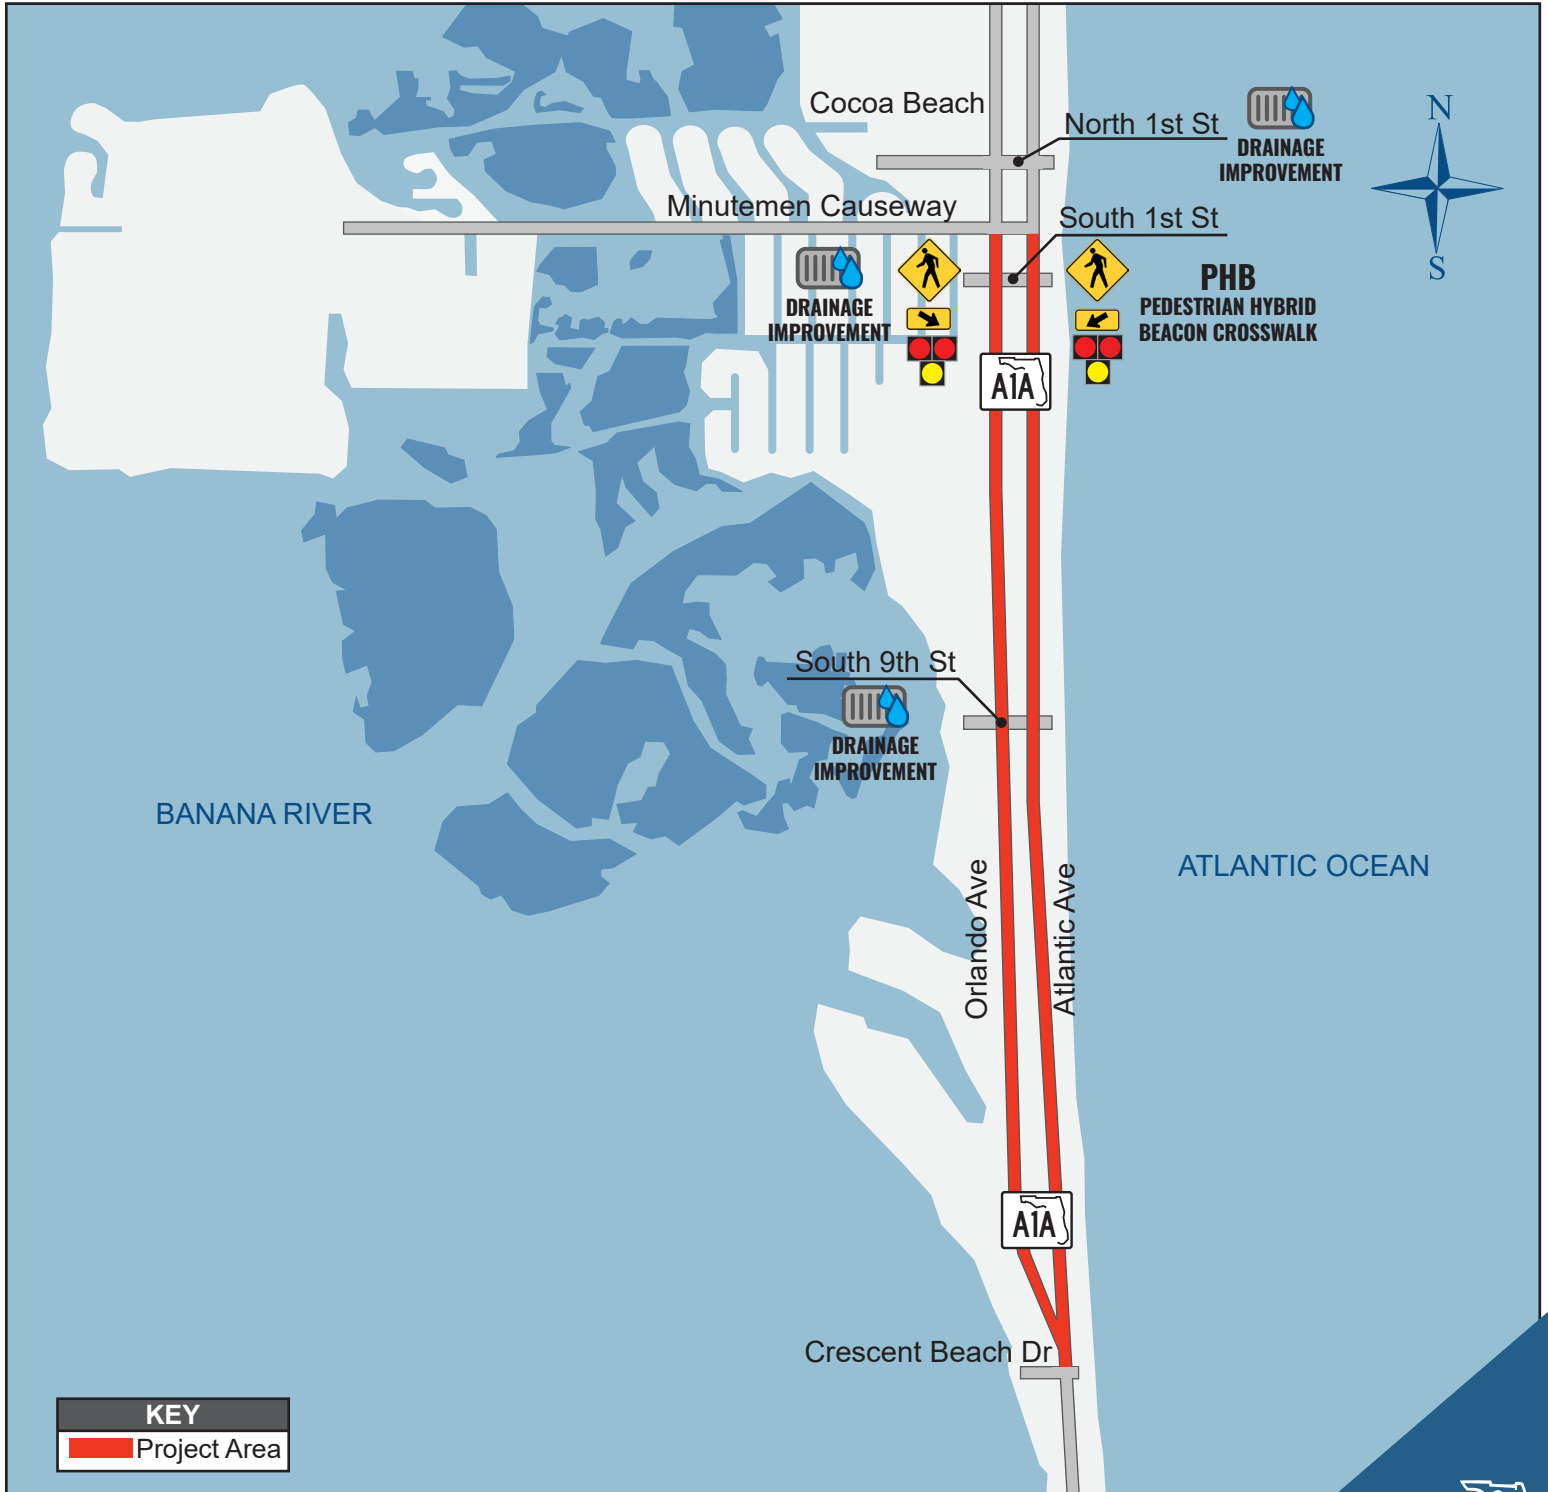 Cocoa Beach
North 1st St
DRAINAGE
IMPROVEMENT
N
S
Minutemen Causeway
South 1st St
DRAINAGE
IMPROVEMENT
PHB
PEDESTRIAN HYBRID
BEACON CROSSWALK
A1A
South 9th St
DRAINAGE
IMPROVEMENT
BANANA RIVER
ATLANTIC OCEAN
Orlando Ave
Atlantic Ave
A1A
Crescent Beach Dr
KEY
Project Area